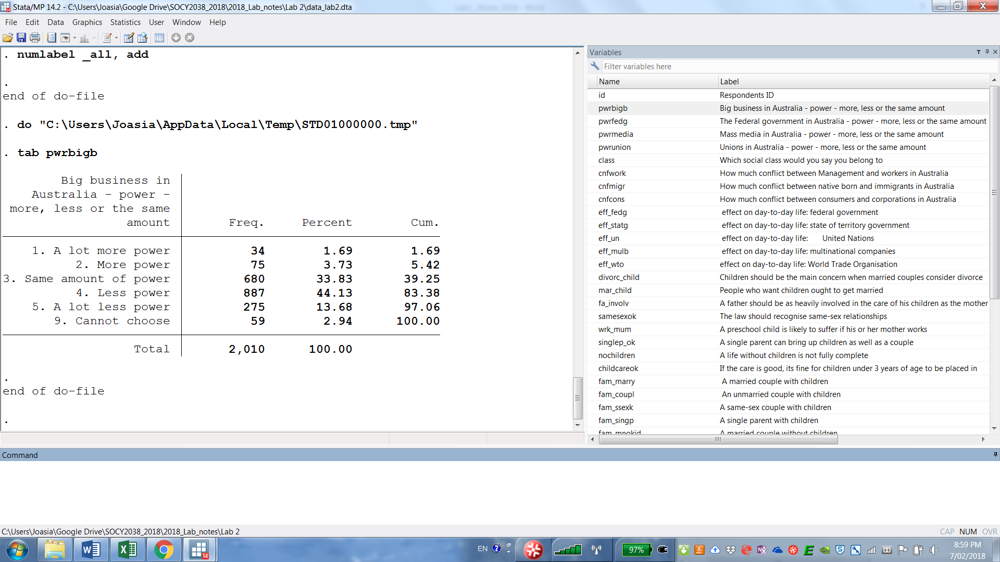 Stata/MP 14.2 - C:\Users\Joasia\Google Drive\SOCY2038_2018\2018_Lab_notes\Lab 2\data_lab2.dta
File Edit Data Graphics Statistics User Window Help
. numlabel _all, add
.
end of do-file
. do "C:\Users\Joasia\AppData\Local\Temp\STD01000000.tmp"
. tab pwrbigb
Big business in
Australia - power -
more, less or the same
amount Freq. Percent Cum.
1. A lot more power 34 1.69 1.69
2. More power 75 3.73 5.42
3. Same amount of power 680 33.83 39.25
4. Less power 887 44.13 83.38
5. A lot less power 275 13.68 97.06
9. Cannot choose 59 2.94 100.00
Total 2,010 100.00
.
end of do-file
.
Variables
Filter variables here
Name Label
id Respondents ID
pwrbigb Big business in Australia - power - more, less or the same amount
pwrfedg The Federal government in Australia - power - more, less or the same amount
pwrmedia Mass media in Australia - power - more, less or the same amount
pwrunion Unions in Australia - power - more, less or the same amount
class Which social class would you say you belong to
cnfwork How much conflict between Management and workers in Australia
cnfmigr How much conflict between native born and immigrants in Australia
cnfcons How much conflict between consumers and corporations in Australia
eff_fedg effect on day-to-day life: federal government
eff_statg effect on day-to-day life: state of territory government
eff_un effect on day-to-day life: United Nations
eff_mulb effect on day-to-day life: multinational companies
eff_wto effect on day-to-day life: World Trade Organisation
divorc_child Children should be the main concern when married couples consider divorce
mar_child People who want children ought to get married
fa_involv A father should be as heavily involved in the care of his children as the mother
samesexok The law should recognise same-sex relationships
wrk_mum A preschool child is likely to suffer if his or her mother works
singlep_ok A single parent can bring up children as well as a couple
nochildren A life without children is not fully complete
childcareok If the care is good, its fine for children under 3 years of age to be placed in
fam_marry A married couple with children
fam_coupl An unmarried couple with children
fam_ssexk A same-sex couple with children
fam_singp A single parent with children
fam_mnokid A married couple without children
Command
C:\Users\Joasia\Google Drive\SOCY2038_2018\2018_Lab_notes\Lab 2
CAP NUM OVR
14
EN
97%
8:59 PM
7/02/2018